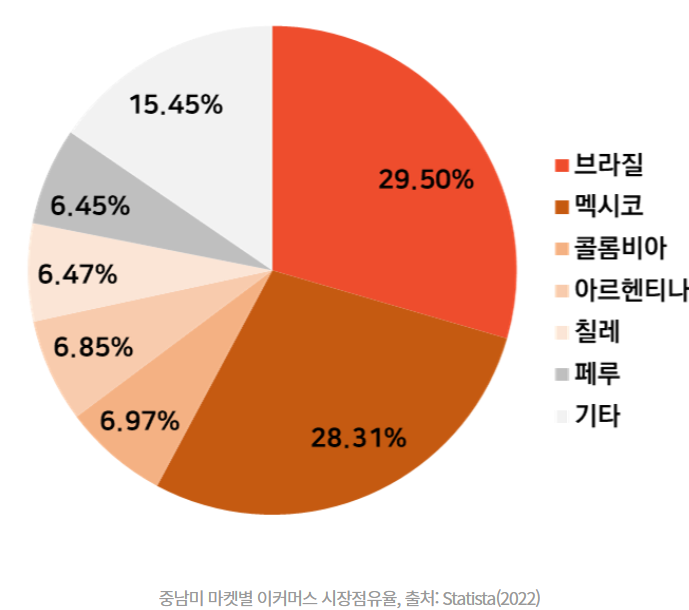 15.45%
29.50%
6.45%
6.47%
6.85%
6.97%
28.31%
브라질
멕시코
콜롬비아
아르헨티나
칠레
페루
기타
중남미 마켓별 이커머스 시장점유율, 출처: Statista(2022)